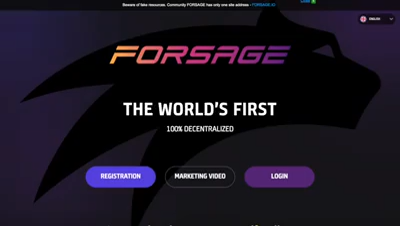 Beware of fake resources. Community FORSAGE has only one site address - FORSAGE.IO
ENGLISH
FORSAGE
THE WORLD'S FIRST
100% DECENTRALIZED
REGISTRATION
MARKETING VIDEO
LOGIN